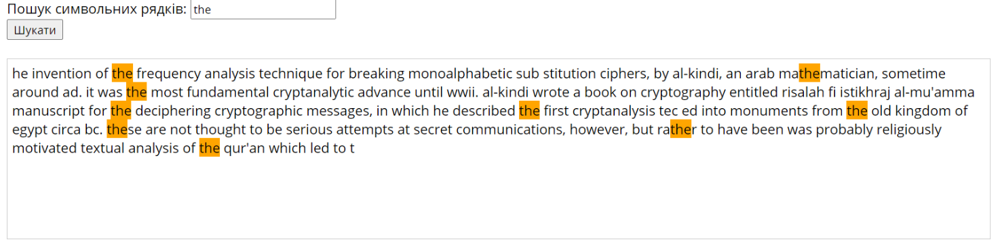 Пошук символьних рядків: the
Шукати
he invention of the frequency analysis technique for breaking monoalphabetic sub stitution ciphers, by al-kindi, an arab mathematician, sometime
around ad. it was the most fundamental cryptanalytic advance until wwii. al-kindi wrote a book on cryptography entitled risalah fi istikhraj al-mu'amma
manuscript for the deciphering cryptographic messages, in which he described the first cryptanalysis tec ed into monuments from the old kingdom of
egypt circa bc. these are not thought to be serious attempts at secret communications, however, but rather to have been was probably religiously
motivated textual analysis of the qur'an which led to t